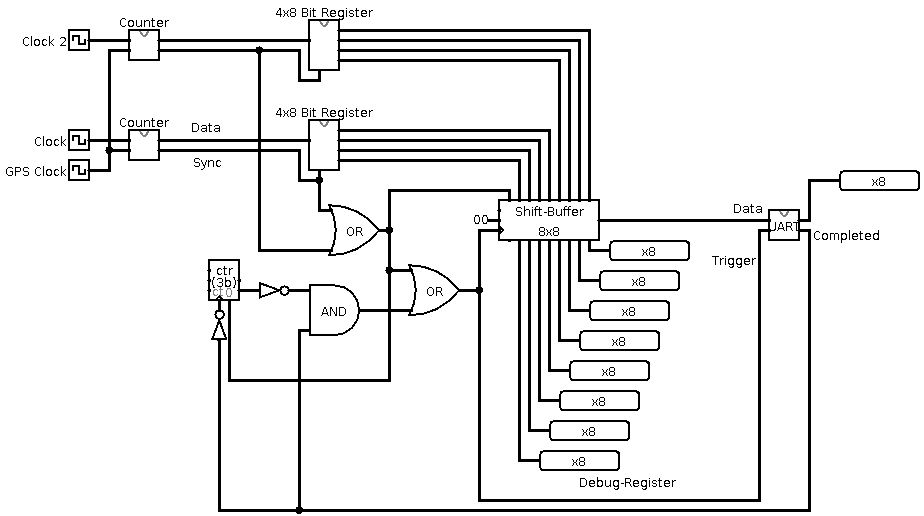 Counter
4x8 Bit Register
Clock 2
Counter
4x8 Bit Register
Data
Clock
Sync
GPS Clock
x8
Shift-Buffer
8x8
00
Data
UART
Completed
Trigger
OR
x8
ctr
(3b)
ct 0
x8
OR
AND
x8
x8
x8
x8
x8
x8
Debug-Register